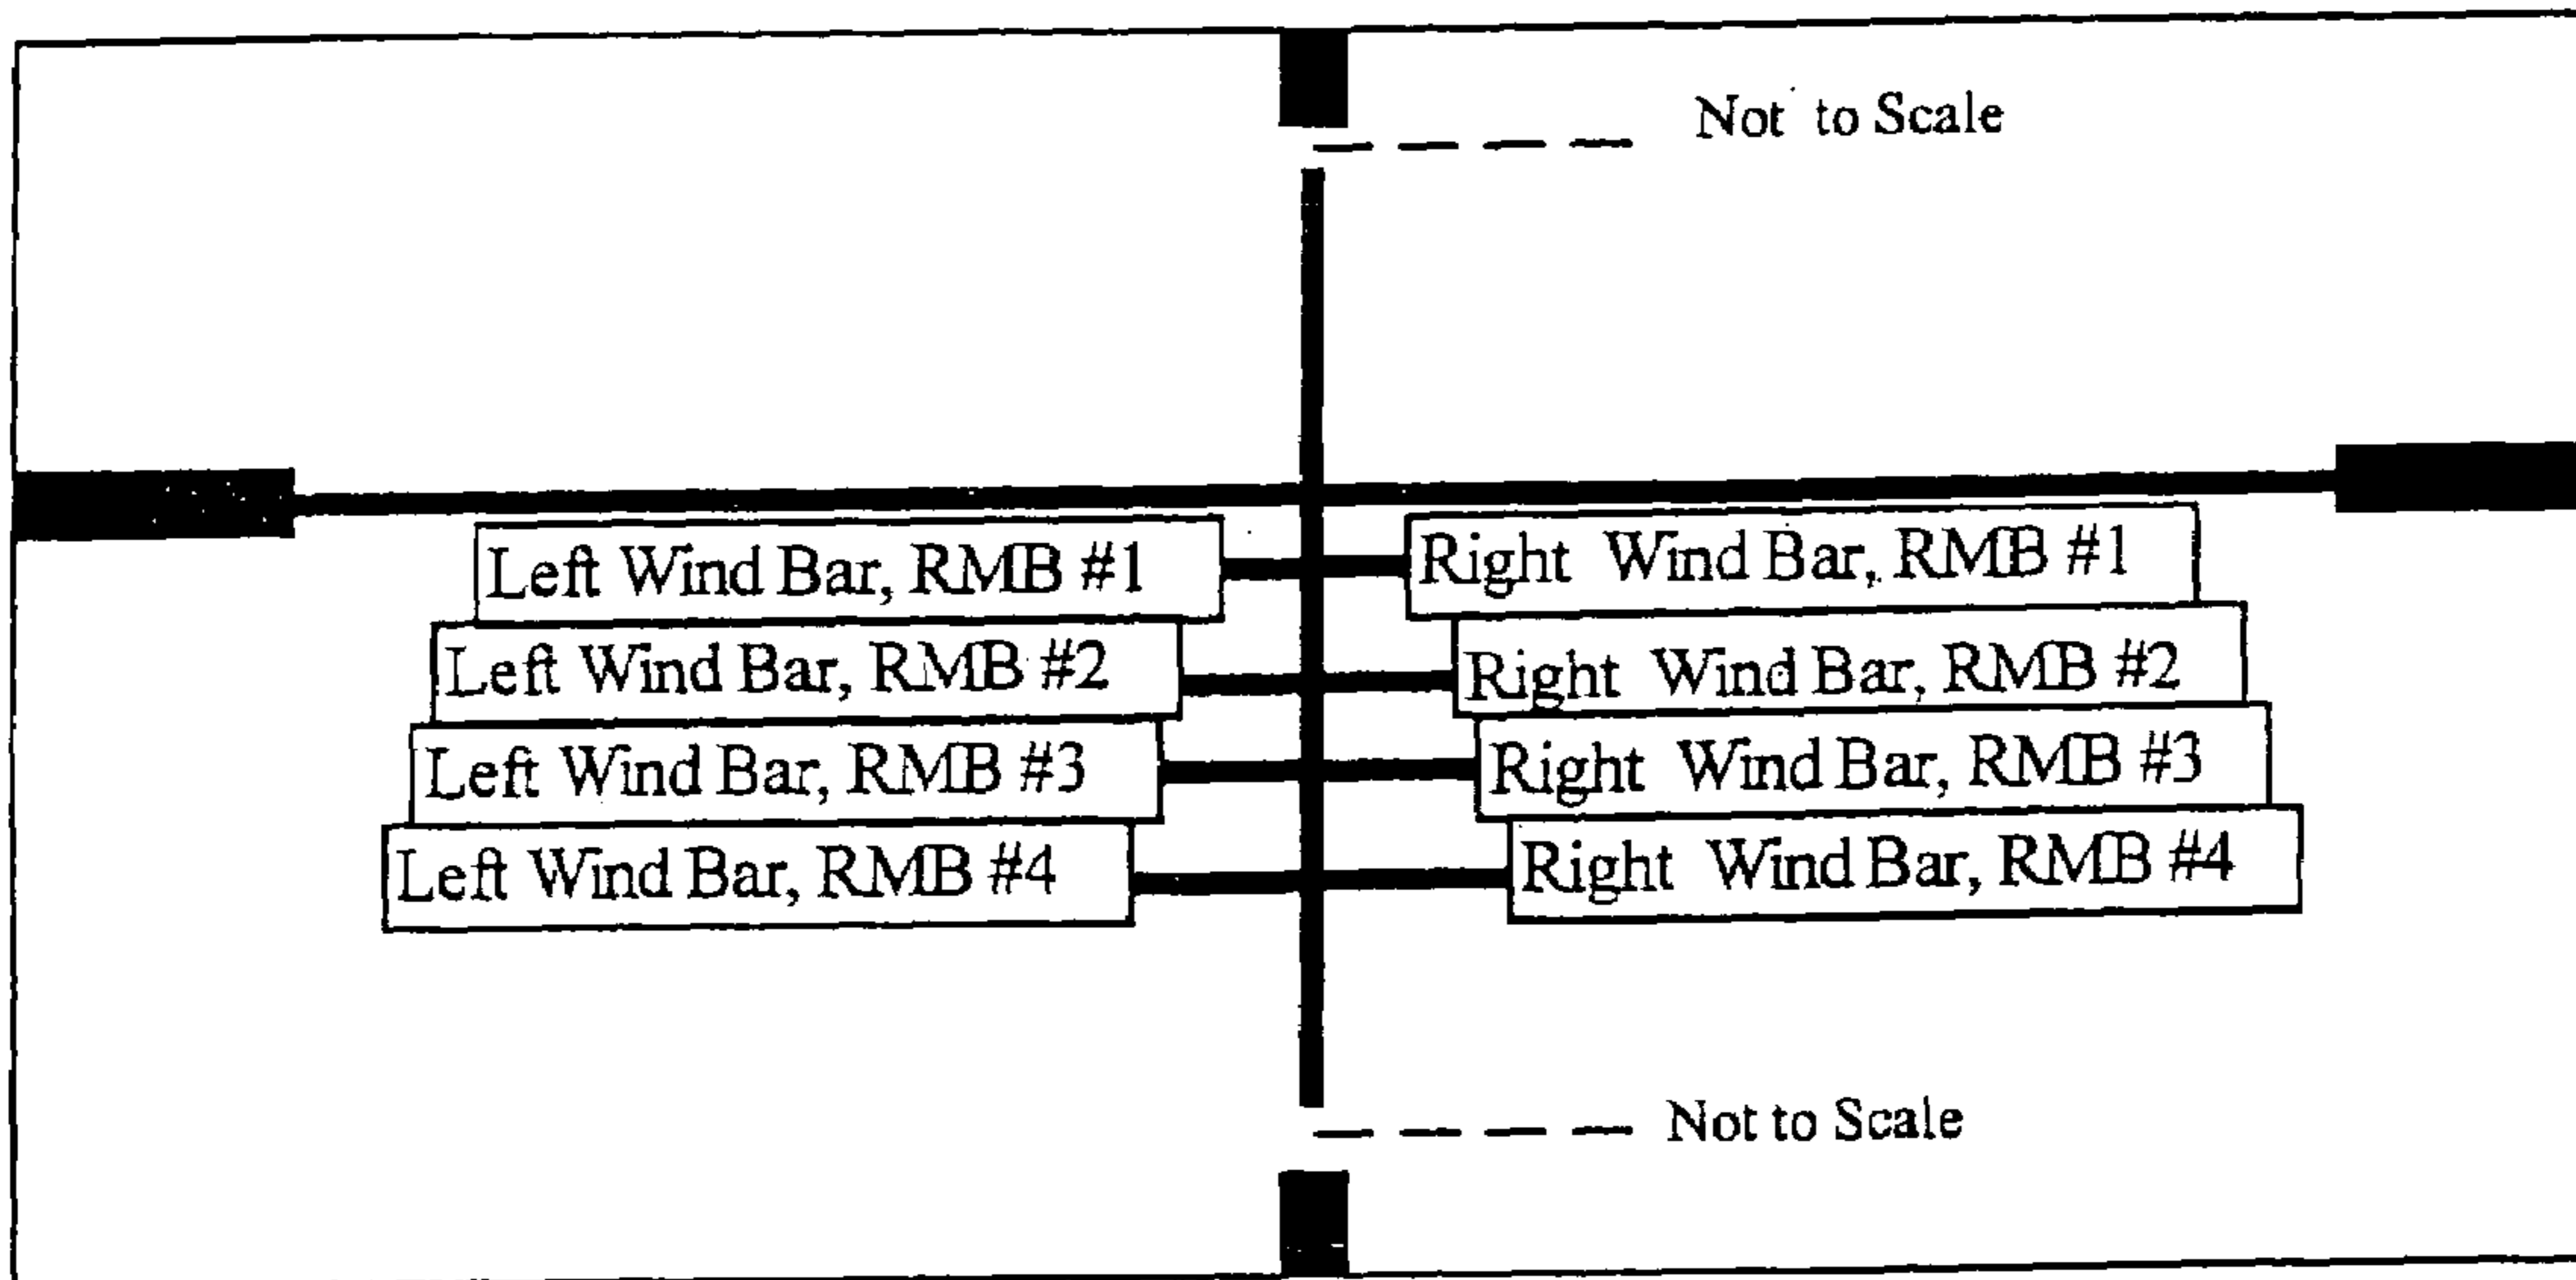 Not to Scale
Left Wind Bar, RMB #1
Right Wind Bar, RMB #1
Left Wind Bar, RMB #2
Right Wind Bar, RMB #2
Left Wind Bar, RMB #3
Right Wind Bar, RMB #3
Left Wind Bar, RMB #4
Right Wind Bar, RMB #4
Not to Scale